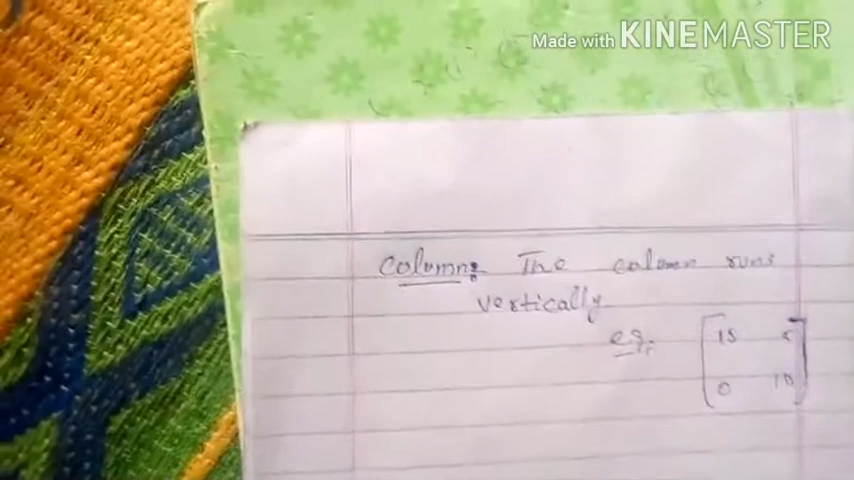 Made with KINEMASTER
Column: The column runs
vertically
eg:
[15 5
0 10]